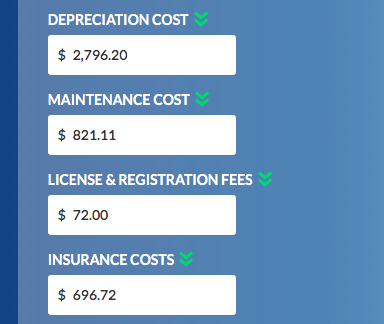 DEPRECIATION COST
$ 2,796.20
MAINTENANCE COST
$ 821.11
LICENSE & REGISTRATION FEES
$ 72.00
INSURANCE COSTS
$ 696.72